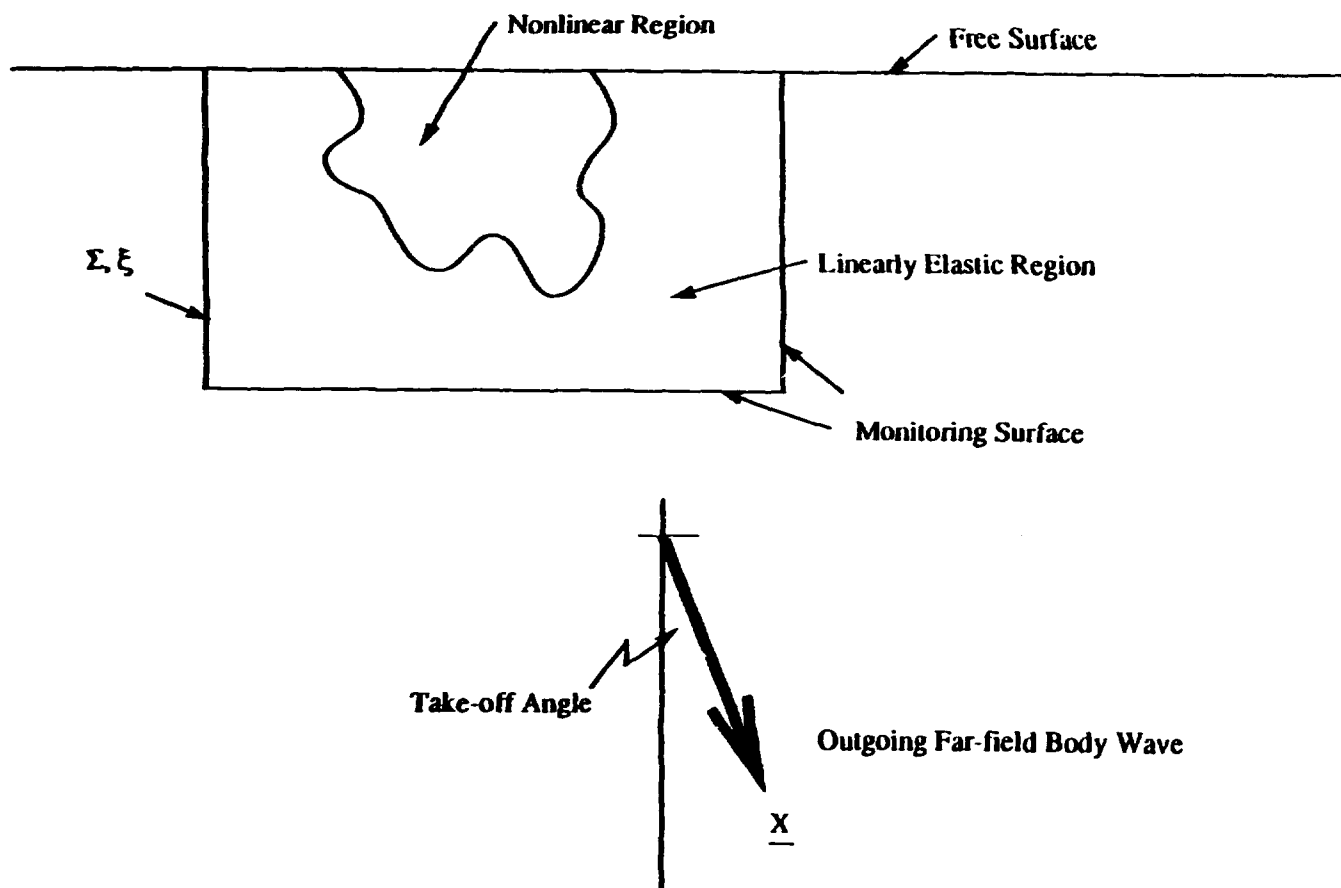 Nonlinear Region
Free Surface
Σ, ξ
Linearly Elastic Region
Monitoring Surface
Take-off Angle
Outgoing Far-field Body Wave
X